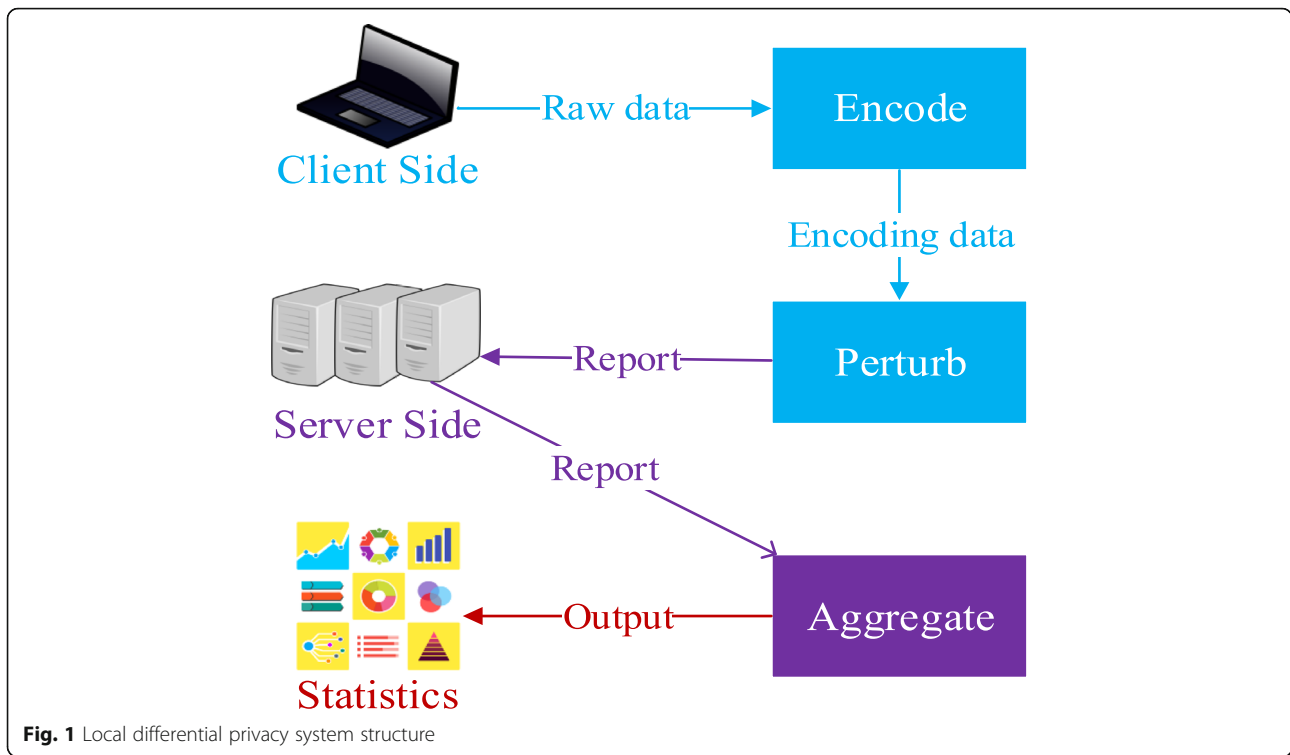 Raw data
Encode
Client Side
Encoding data
Report
Perturb
Server Side
Report
Output
Aggregate
Statistics
Fig. 1 Local differential privacy system structure